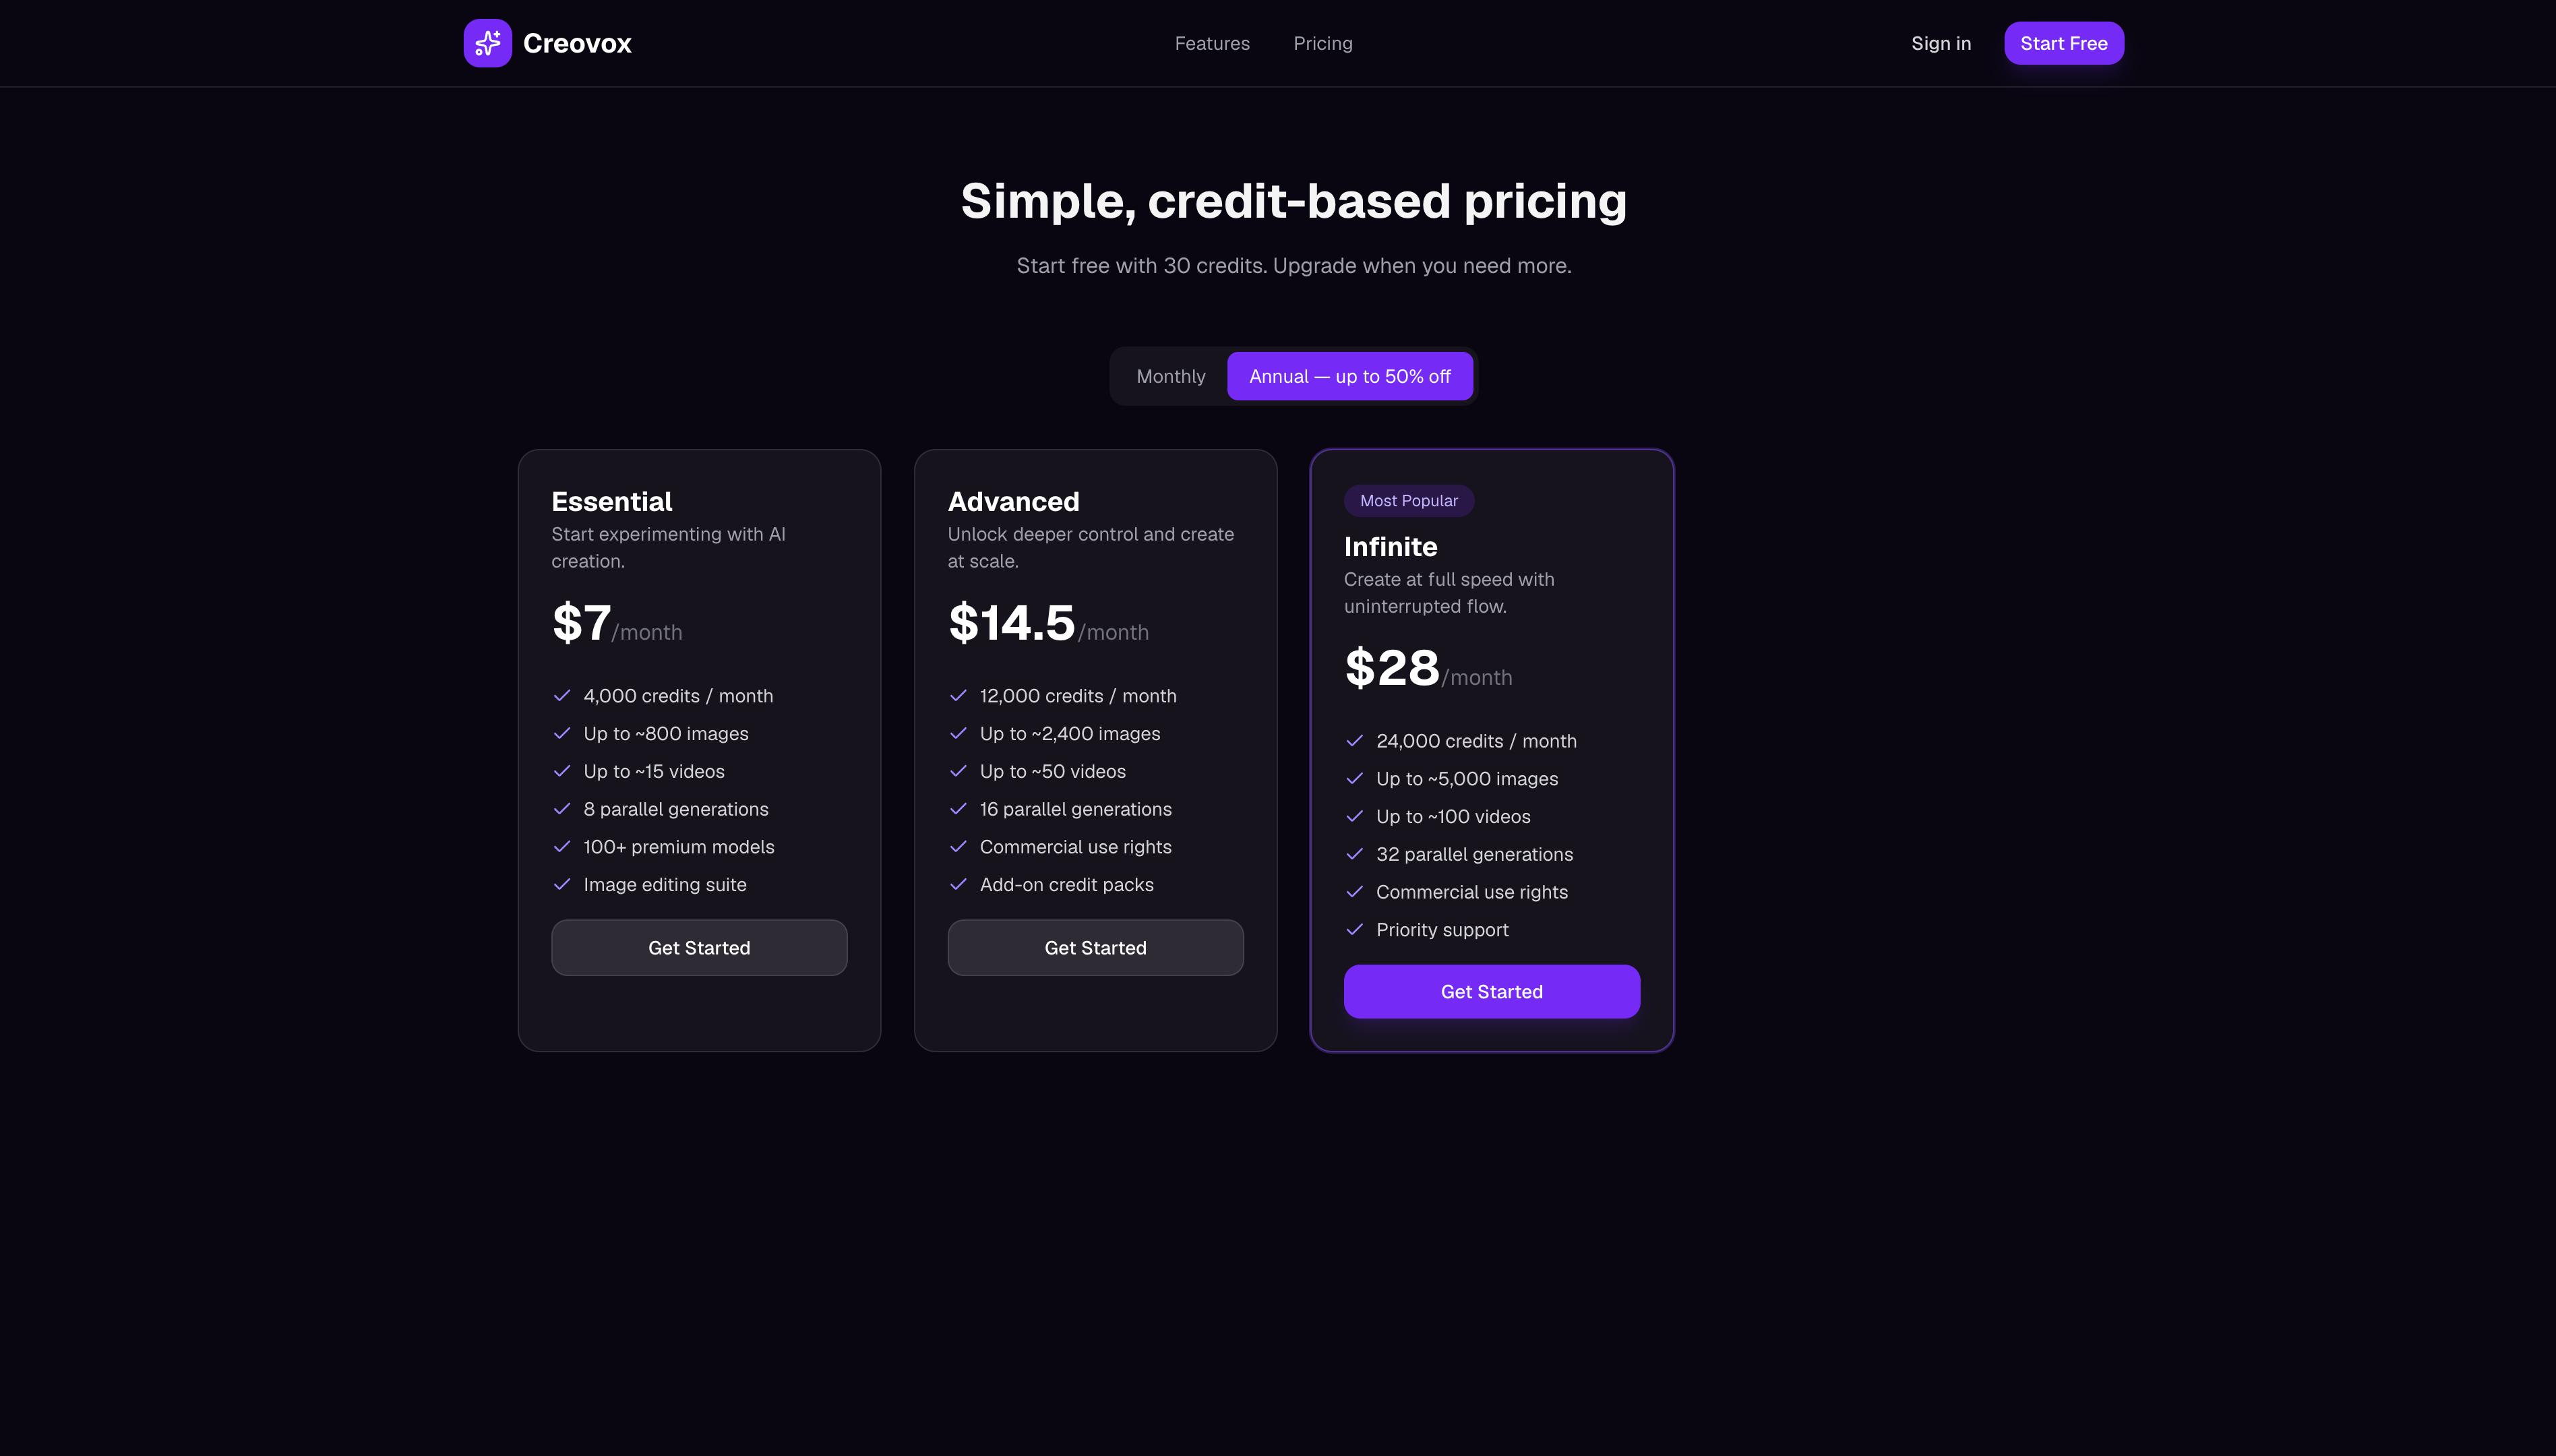 Creovox
Features
Pricing
Sign in
Start Free
Simple, credit-based pricing
Start free with 30 credits. Upgrade when you need more.
Monthly
Annual — up to 50% off
Essential
Start experimenting with AI
creation.
$7/month
4,000 credits / month
Up to ~800 images
Up to ~15 videos
8 parallel generations
100+ premium models
Image editing suite
Get Started
Advanced
Unlock deeper control and create
at scale.
$14.5/month
12,000 credits / month
Up to ~2,400 images
Up to ~50 videos
16 parallel generations
Commercial use rights
Add-on credit packs
Get Started
Most Popular
Infinite
Create at full speed with
uninterrupted flow.
$28/month
24,000 credits / month
Up to ~5,000 images
Up to ~100 videos
32 parallel generations
Commercial use rights
Priority support
Get Started